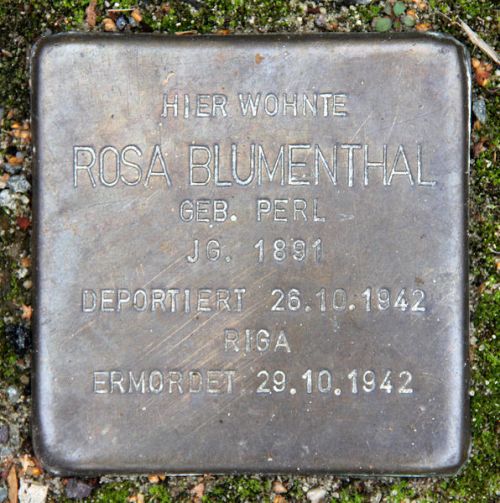 HIER WOHNTE
ROSA BLUMENTHAL
GEB. PERL
JG. 1891
DEPORTIERT 26.10.1942
RIGA
ERMORDET 29.10.1942